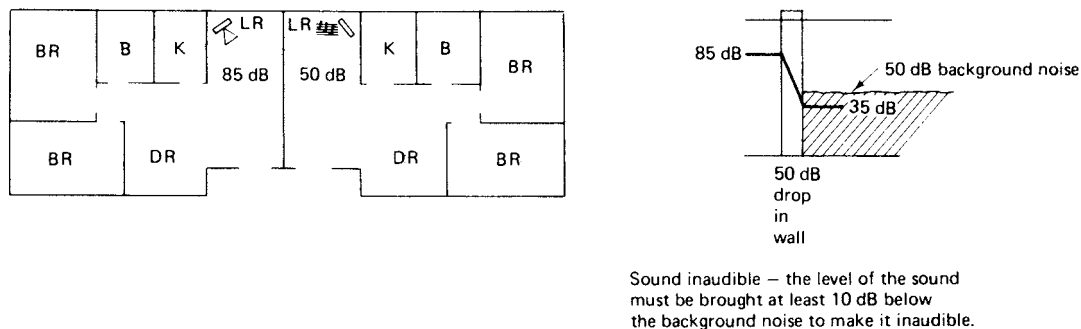 BR B K LR LR K B BR
85 dB 50 dB
BR DR DR BR
85 dB
50 dB background noise
35 dB
50 dB
drop
in
wall
Sound inaudible – the level of the sound
must be brought at least 10 dB below
the background noise to make it inaudible.